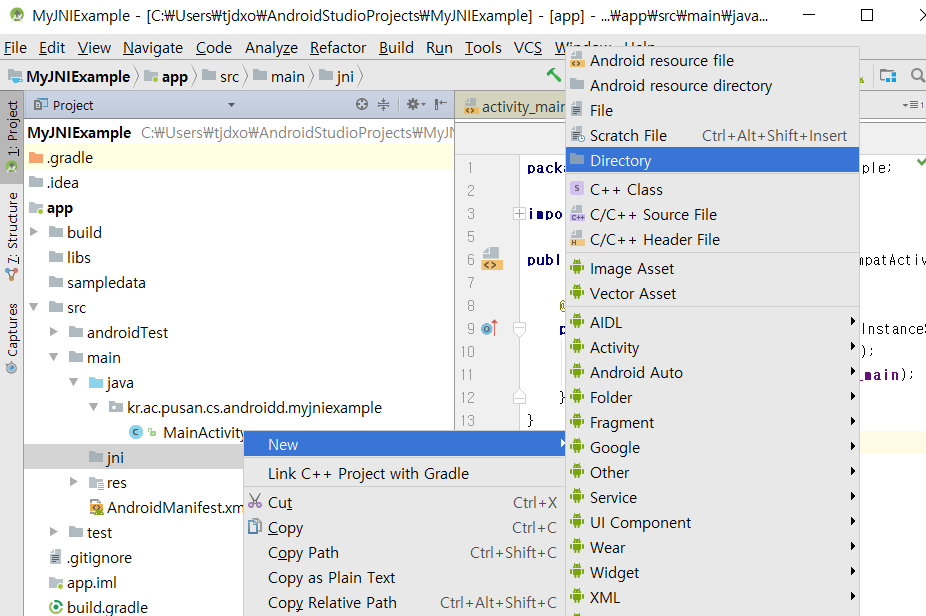 MyJNIExample - [C:₩Users₩tjdxo₩AndroidStudioProjects₩MyJNIExample] - [app] - ...₩app₩src₩main₩java...
File Edit View Navigate Code Analyze Refactor Build Run Tools VCS
MyJNIExample app src main jni
1: Project
7: Structure
Captures
Project
MyJNIExample C:₩Users₩tjdxo₩AndroidStudioProjects₩MyJN
.gradle
.idea
app
build
libs
sampledata
src
androidTest
main
java
kr.ac.pusan.cs.androidd.myjniexample
MainActivity
jni
res
AndroidManifest.xm
test
.gitignore
app.iml
build.gradle
activity_main
1 pack ple;
2
3 impo
5
6 publ mpatActiv
7
8 @
9 p InstanceS
10 );
11 _main);
12 }
13 }
New
Link C++ Project with Gradle
Cut Ctrl+X
Copy Ctrl+C
Copy Path Ctrl+Shift+C
Copy as Plain Text
Copy Relative Path Ctrl+Alt+Shift+C
Android resource file
Android resource directory
File
Scratch File Ctrl+Alt+Shift+Insert
Directory
C++ Class
C/C++ Source File
C/C++ Header File
Image Asset
Vector Asset
AIDL
Activity
Android Auto
Folder
Fragment
Google
Other
Service
UI Component
Wear
Widget
XML